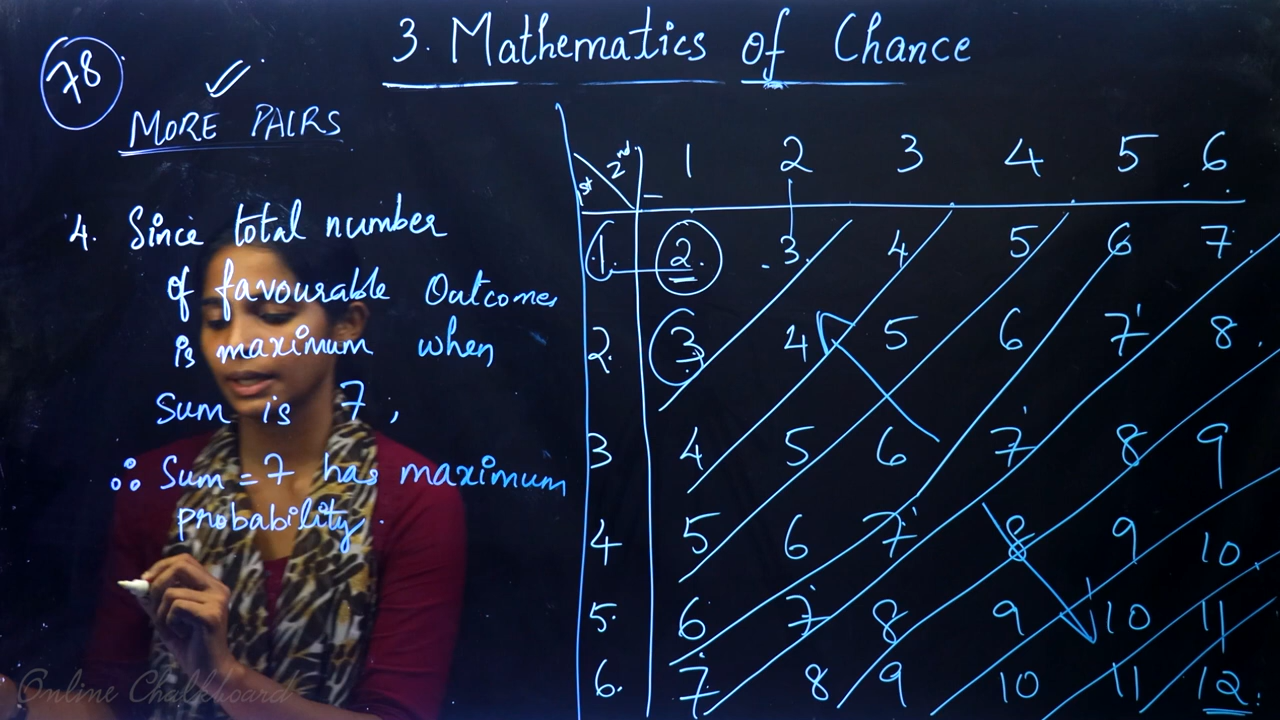 3. Mathematics of Chance
78
MORE PAIRS
4. Since total number
of favourable Outcomes
is maximum when
Sum is 7,
∴ Sum = 7 has maximum
probability.
1st 2nd 1 2 3 4 5 6
1. 2. 3. 4 5 6 7.
2. 3 4 5 6 7 8.
3 4 5 6 7 8 9
4 5 6 7 8 9 10
5. 6 7 8 9 10 11
6. 7 8 9 10 11 12.
Online Chalkboard